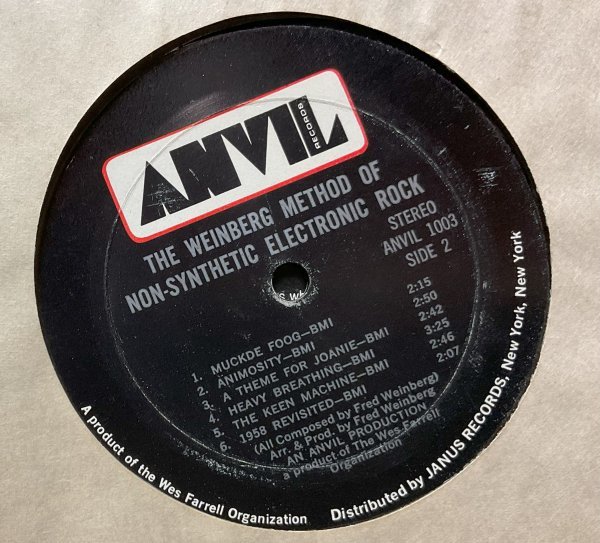 ANVIL
RECORDS
THE WEINBERG METHOD OF
NON-SYNTHETIC ELECTRONIC ROCK
STEREO
ANVIL 1003
SIDE 2
1. MUCKDE FOOG—BMI 2:15
2. ANIMOSITY—BMI 2:50
3. A THEME FOR JOANIE—BMI 2:42
4. HEAVY BREATHING—BMI 3:25
5. THE KEEN MACHINE—BMI 2:46
6. 1958 REVISITED—BMI 2:07
(All Composed by Fred Weinberg)
Arr. & Prod. by Fred Weinberg
AN ANVIL PRODUCTION
a product of The Wes Farrell
Organization
A product of the Wes Farrell Organization
Distributed by JANUS RECORDS, New York, New York